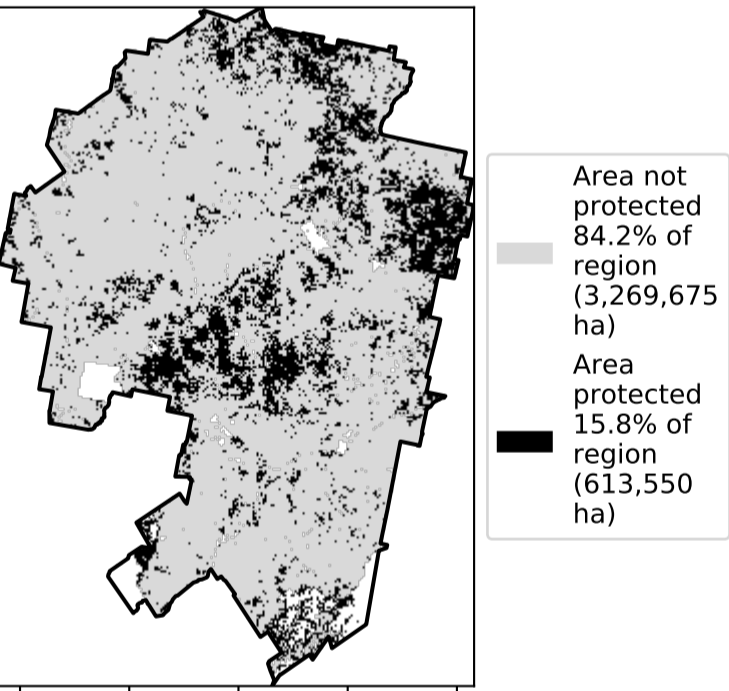 Area not
protected
84.2% of
region
(3,269,675
ha)
Area
protected
15.8% of
region
(613,550
ha)